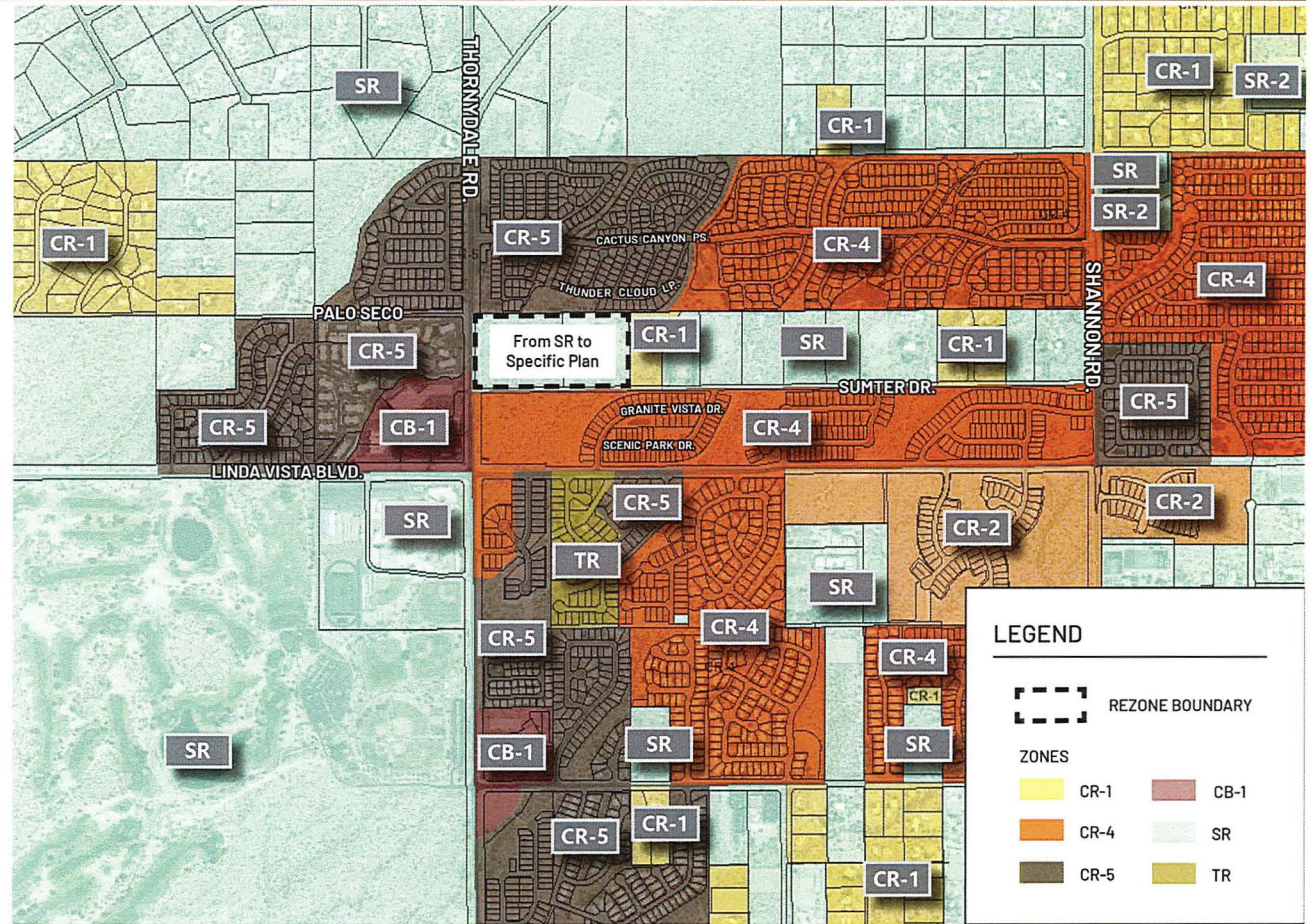 SR
CR-1
SR-2
CR-1
THORNYDALE RD.
SR
SR-2
CR-1
CR-5
CACTUS CANYON PS.
CR-4
CR-4
THUNDER CLOUD LP.
SHANNON RD.
PALO SECO
From SR to
Specific Plan
CR-1
SR
CR-1
CR-5
SUMTER DR.
CR-5
GRANITE VISTA DR.
CR-5
CB-1
CR-4
SCENIC PARK DR.
LINDA VISTA BLVD.
CR-5
CR-2
SR
CR-2
TR
SR
CR-5
CR-4
CR-4
CR-1
CB-1
SR
SR
SR
CR-5
CR-1
CR-1
LEGEND
REZONE BOUNDARY
ZONES
CR-1
CB-1
CR-4
SR
CR-5
TR